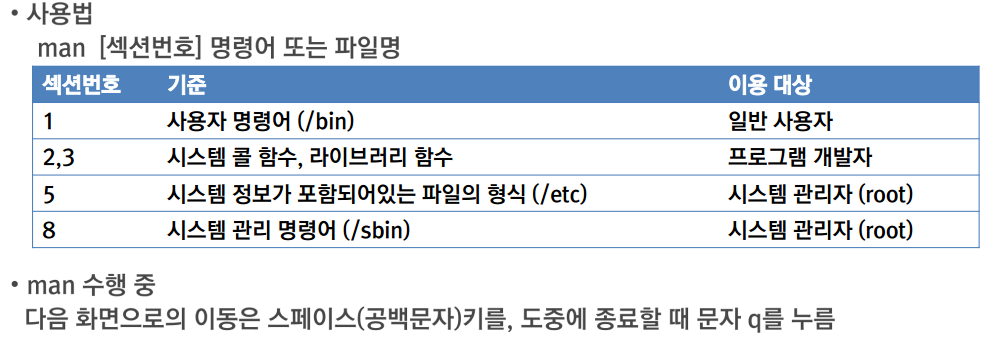 • 사용법
man [섹션번호] 명령어 또는 파일명
섹션번호 기준 이용 대상
1 사용자 명령어 (/bin) 일반 사용자
2,3 시스템 콜 함수, 라이브러리 함수 프로그램 개발자
5 시스템 정보가 포함되어있는 파일의 형식 (/etc) 시스템 관리자 (root)
8 시스템 관리 명령어 (/sbin) 시스템 관리자 (root)
• man 수행 중
다음 화면으로의 이동은 스페이스(공백문자)키를, 도중에 종료할 때 문자 q를 누름